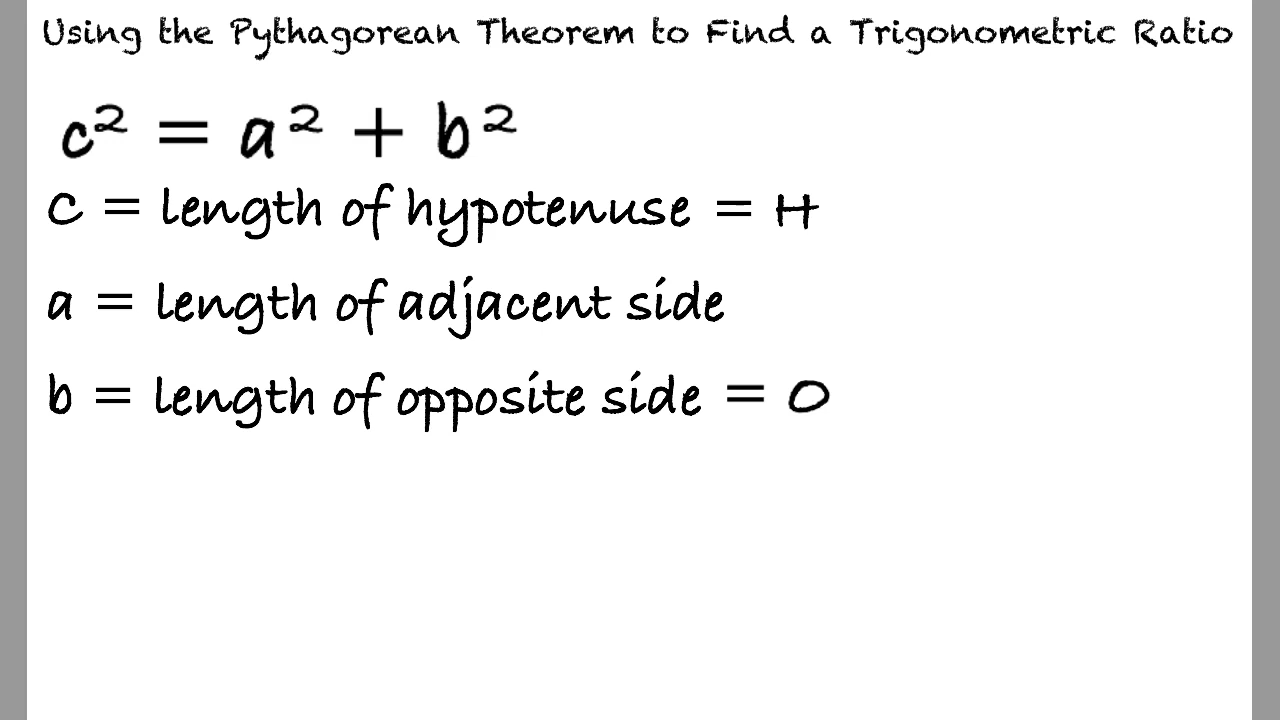 Using the Pythagorean Theorem to Find a Trigonometric Ratio
c² = a² + b²
c = length of hypotenuse = H
a = length of adjacent side
b = length of opposite side = O